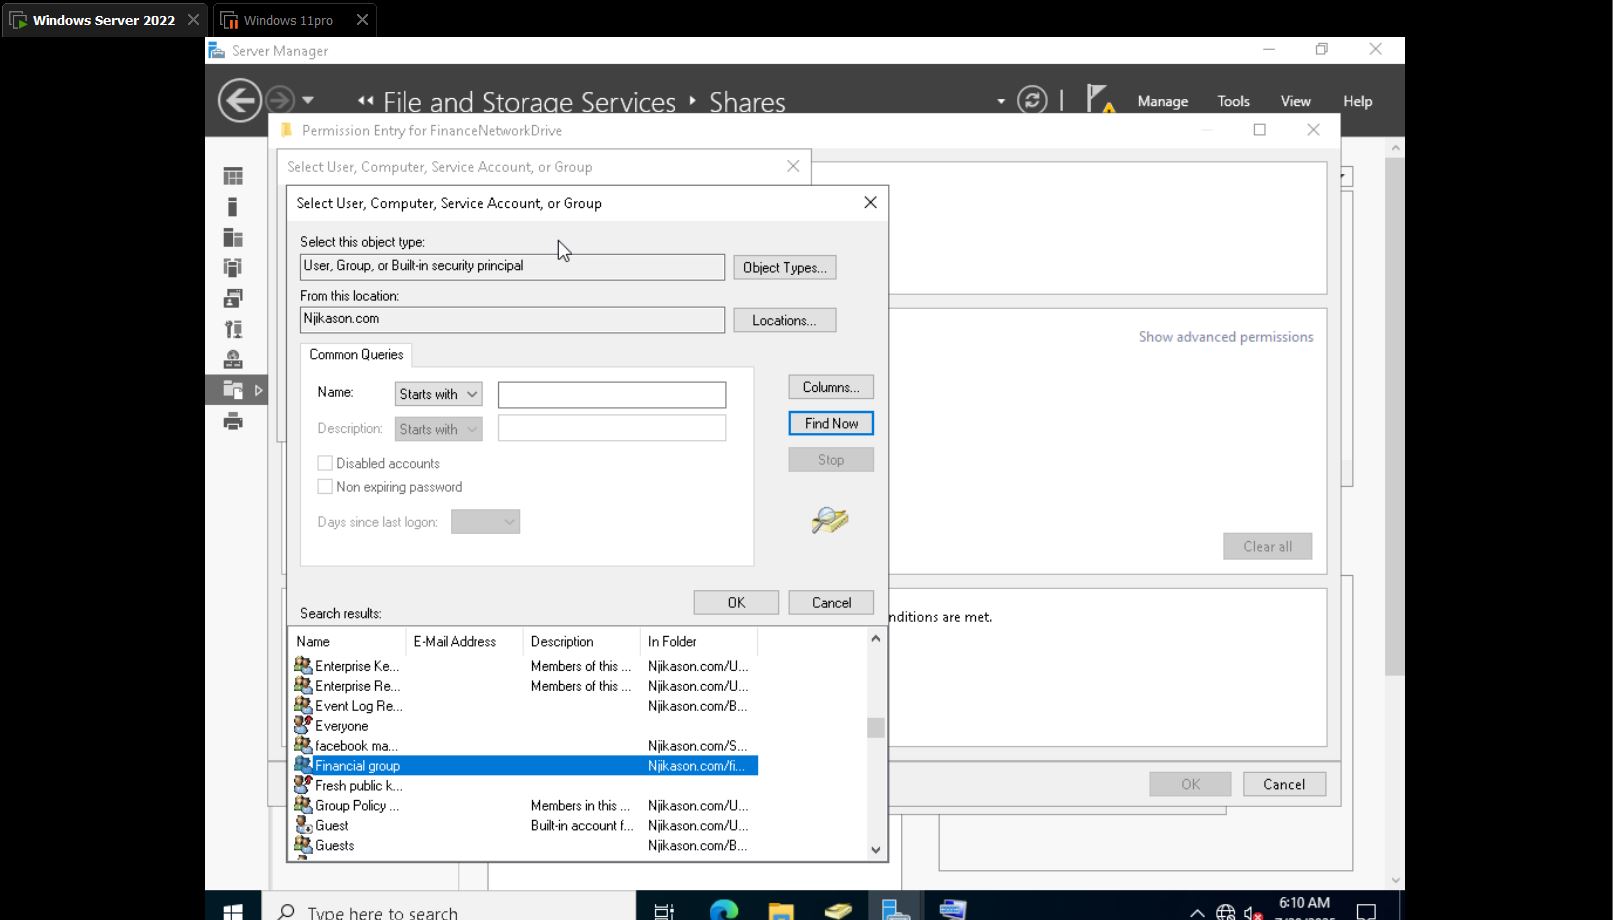 Windows Server 2022
Windows 11pro
Server Manager
File and Storage Services
Shares
Manage
Tools
View
Help
Permission Entry for FinanceNetworkDrive
Select User, Computer, Service Account, or Group
Select User, Computer, Service Account, or Group
Select this object type:
User, Group, or Built-in security principal
Object Types...
From this location:
Njikason.com
Locations...
Show advanced permissions
Common Queries
Name:
Starts with
Columns...
Find Now
Description:
Starts with
Stop
Disabled accounts
Non expiring password
Days since last logon:
Clear all
OK
Cancel
Search results:
nditions are met.
Name E-Mail Address Description In Folder
Enterprise Ke... Members of this ... Njikason.com/U...
Enterprise Re... Members of this ... Njikason.com/U...
Event Log Re... Njikason.com/B...
Everyone
facebook ma... Njikason.com/S...
Financial group Njikason.com/fi...
Fresh public k...
Group Policy ... Members in this ... Njikason.com/U...
Guest Built-in account f... Njikason.com/U...
Guests Njikason.com/B...
OK
Cancel
Type here to search
6:10 AM